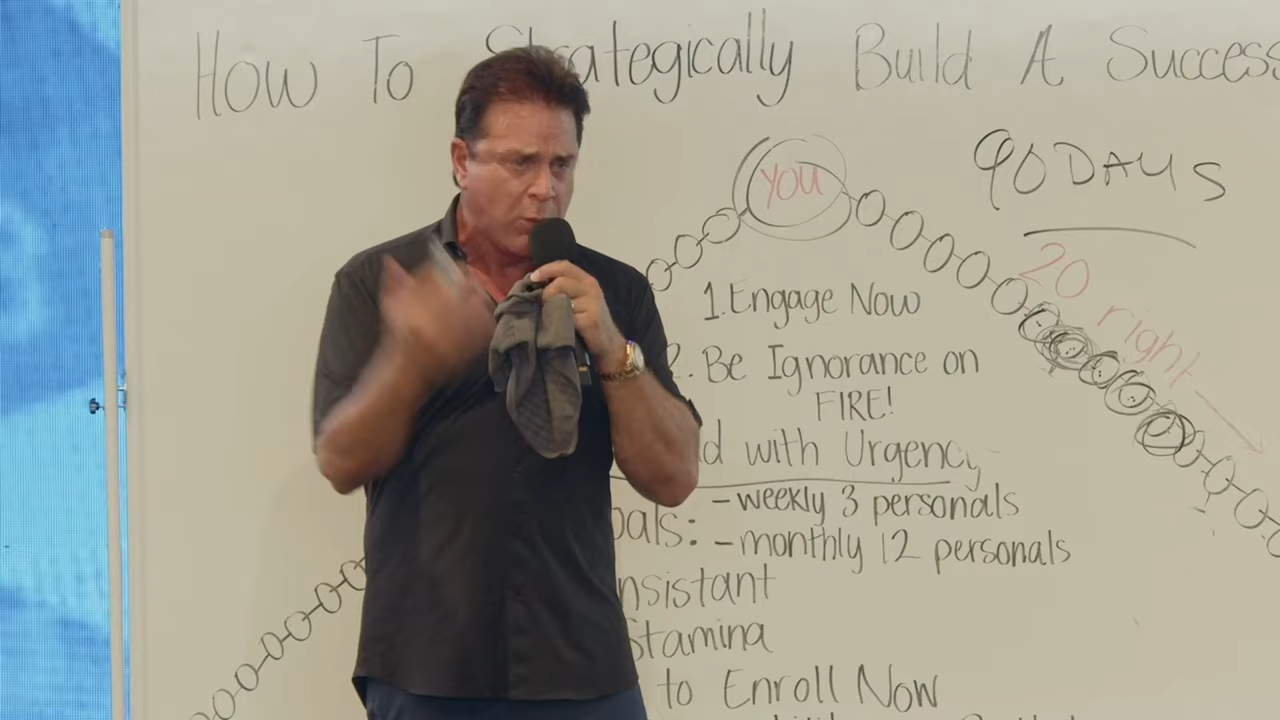 How To Strategically Build A Success
90 DAYS
YOU
20 right
1. Engage Now
2. Be Ignorance on
FIRE!
d with Urgency
oals: - weekly 3 personals
- monthly 12 personals
nsistant
Stamina
to Enroll Now